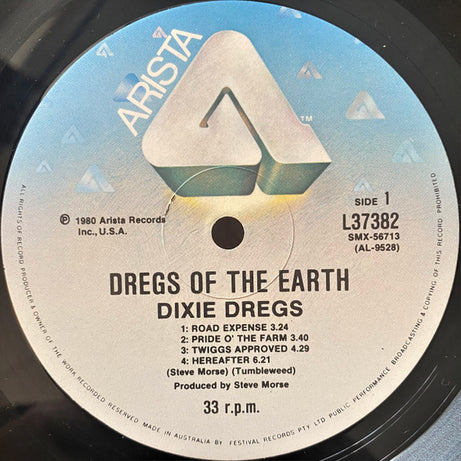 ARISTA
TM
℗ 1980 Arista Records
Inc., U.S.A.
SIDE 1
L37382
SMX-56713
(AL-9528)
DREGS OF THE EARTH
DIXIE DREGS
1: ROAD EXPENSE 3.24
2: PRIDE O' THE FARM 3.40
3: TWIGGS APPROVED 4.29
4: HEREAFTER 6.21
(Steve Morse) (Tumbleweed)
Produced by Steve Morse
33 r.p.m.
ALL RIGHTS OF RECORD PRODUCER & OWNER OF THE WORK RECORDED RESERVED. MADE IN AUSTRALIA BY FESTIVAL RECORDS PTY LTD PUBLIC PERFORMANCE BROADCASTING & COPYING OF THIS RECORD PROHIBITED